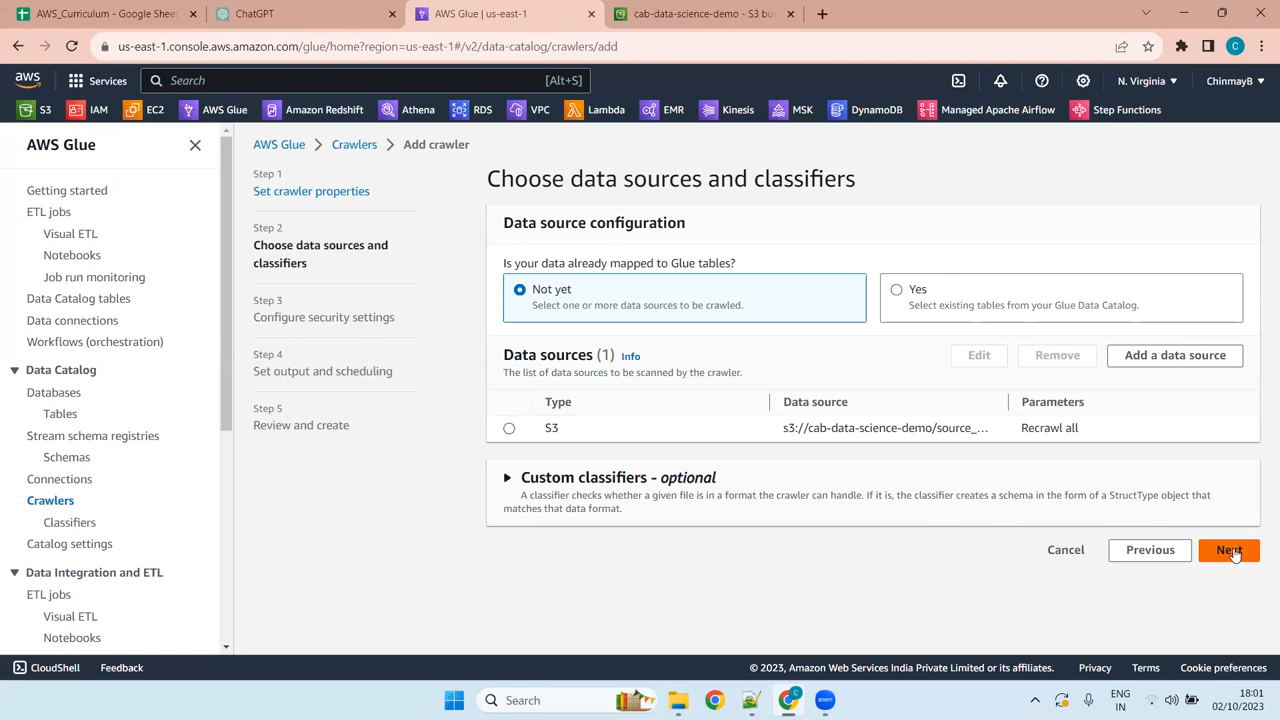 AWS_Curriculum - Google Sheet
ChatGPT
AWS Glue | us-east-1
cab-data-science-demo - S3 bu
us-east-1.console.aws.amazon.com/glue/home?region=us-east-1#/v2/data-catalog/crawlers/add
C
aws
Services
Search
[Alt+S]
N. Virginia
ChinmayB
S3
IAM
EC2
AWS Glue
Amazon Redshift
Athena
RDS
VPC
Lambda
EMR
Kinesis
MSK
DynamoDB
Managed Apache Airflow
Step Functions
AWS Glue
Getting started
ETL jobs
Visual ETL
Notebooks
Job run monitoring
Data Catalog tables
Data connections
Workflows (orchestration)
Data Catalog
Databases
Tables
Stream schema registries
Schemas
Connections
Crawlers
Classifiers
Catalog settings
Data Integration and ETL
ETL jobs
Visual ETL
Notebooks
AWS Glue
Crawlers
Add crawler
Step 1
Set crawler properties
Step 2
Choose data sources and
classifiers
Step 3
Configure security settings
Step 4
Set output and scheduling
Step 5
Review and create
Choose data sources and classifiers
Data source configuration
Is your data already mapped to Glue tables?
Not yet
Select one or more data sources to be crawled.
Yes
Select existing tables from your Glue Data Catalog.
Data sources (1) Info
The list of data sources to be scanned by the crawler.
Edit
Remove
Add a data source
Type
Data source
Parameters
S3
s3://cab-data-science-demo/source_...
Recrawl all
Custom classifiers - optional
A classifier checks whether a given file is in a format the crawler can handle. If it is, the classifier creates a schema in the form of a StructType object that
matches that data format.
Cancel
Previous
Next
CloudShell
Feedback
© 2023, Amazon Web Services India Private Limited or its affiliates.
Privacy
Terms
Cookie preferences
Search
C
zoom
ENG
IN
18:01
02/10/2023